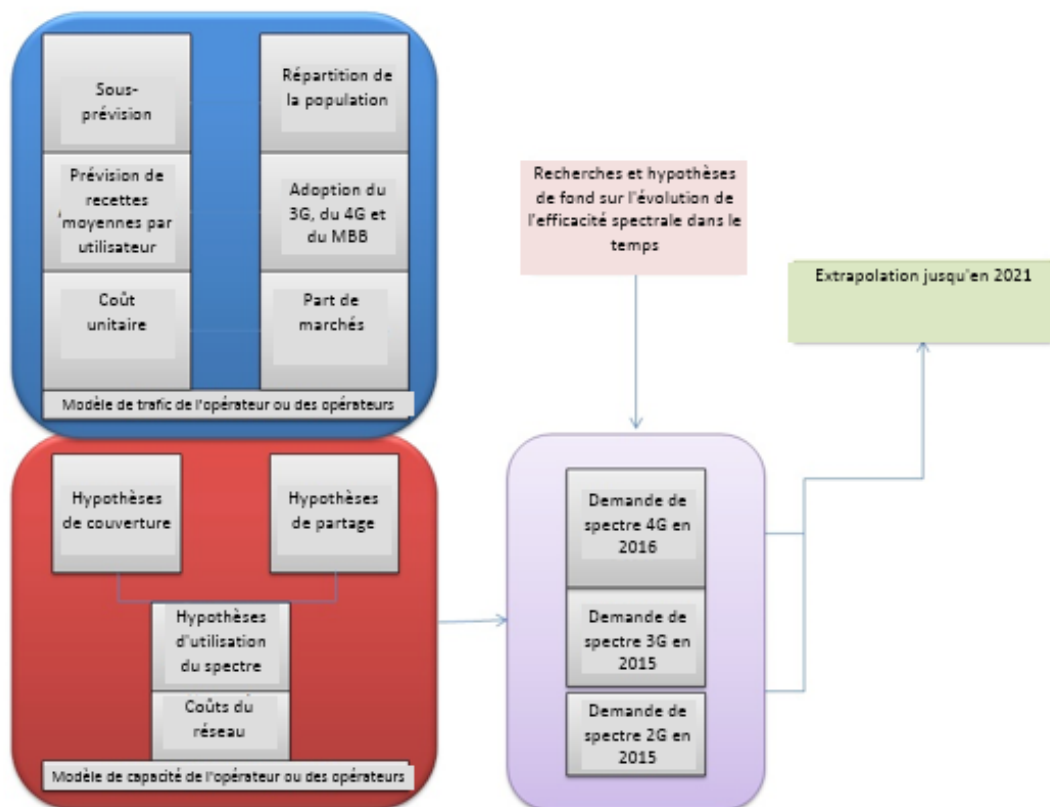 Sous-
prévision
Prévision de
recettes
moyennes par
utilisateur
Coût
unitaire
Répartition de
la population
Adoption du
3G, du 4G et
du MBB
Part de
marchés
Modèle de trafic de l'opérateur ou des opérateurs
Hypothèses
de couverture
Hypothèses
de partage
Hypothèses
d'utilisation
du spectre
Coûts du
réseau
Modèle de capacité de l'opérateur ou des opérateurs
Recherches et hypothèses
de fond sur l'évolution de
l'efficacité spectrale dans le
temps
Demande de
spectre 4G en
2016
Demande de
spectre 3G en
2015
Demande de
spectre 2G en
2015
Extrapolation jusqu'en 2021